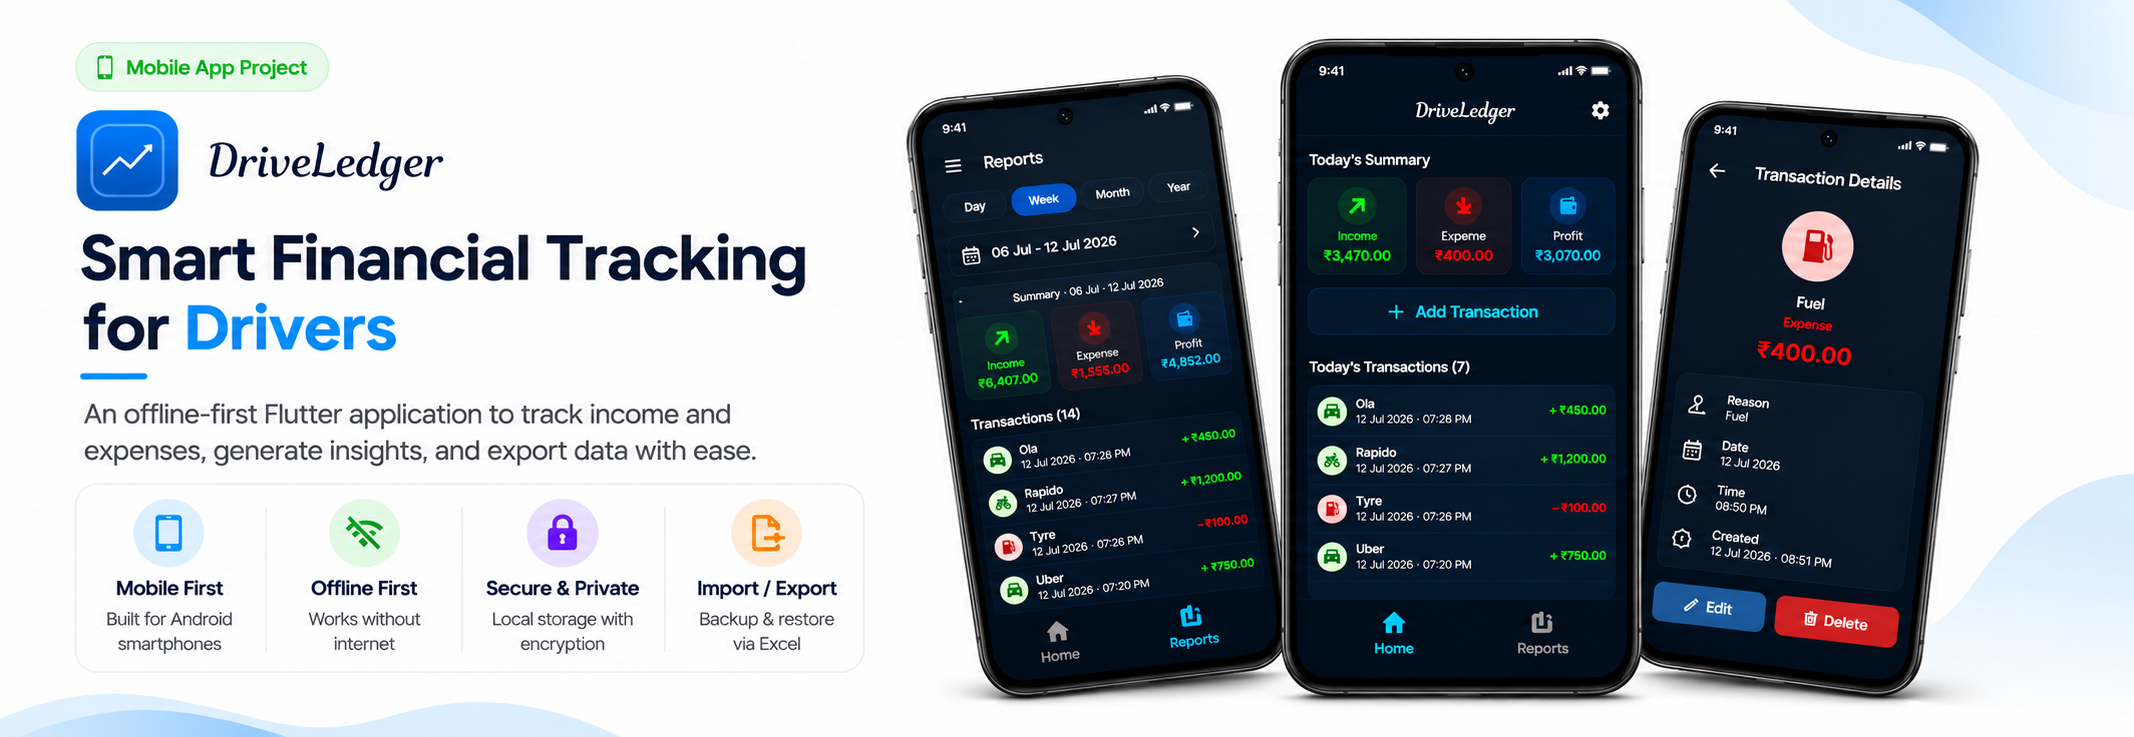 Mobile App Project
DriveLedger
Smart Financial Tracking
for Drivers
An offline-first Flutter application to track income and
expenses, generate insights, and export data with ease.
Mobile First
Built for Android
smartphones
Offline First
Works without
internet
Secure & Private
Local storage with
encryption
Import / Export
Backup & restore
via Excel
9:41
Reports
Day
Week
Month
Year
06 Jul - 12 Jul 2026
Summary · 06 Jul · 12 Jul 2026
Income
₹6,407.00
Expense
₹1,555.00
Profit
₹4,852.00
Transactions (14)
Ola
12 Jul 2026 · 07:28 PM
+ ₹450.00
Rapido
12 Jul 2026 · 07:27 PM
+ ₹1,200.00
Tyre
12 Jul 2026 · 07:26 PM
-₹100.00
Uber
12 Jul 2026 · 07:20 PM
+ ₹750.00
Home
Reports
9:41
DriveLedger
Today's Summary
Income
₹3,470.00
Expeme
₹400.00
Profit
₹3,070.00
+ Add Transaction
Today's Transactions (7)
Ola
12 Jul 2026 · 07:28 PM
+ ₹450.00
Rapido
12 Jul 2026 · 07:27 PM
+ ₹1,200.00
Tyre
12 Jul 2026 · 07:26 PM
-₹100.00
Uber
12 Jul 2026 · 07:20 PM
+ ₹750.00
Home
Reports
9:41
Transaction Details
Fuel
Expense
₹400.00
Reason
Fuel
Date
12 Jul 2026
Time
08:50 PM
Created
12 Jul 2026 · 08:51 PM
Edit
Delete